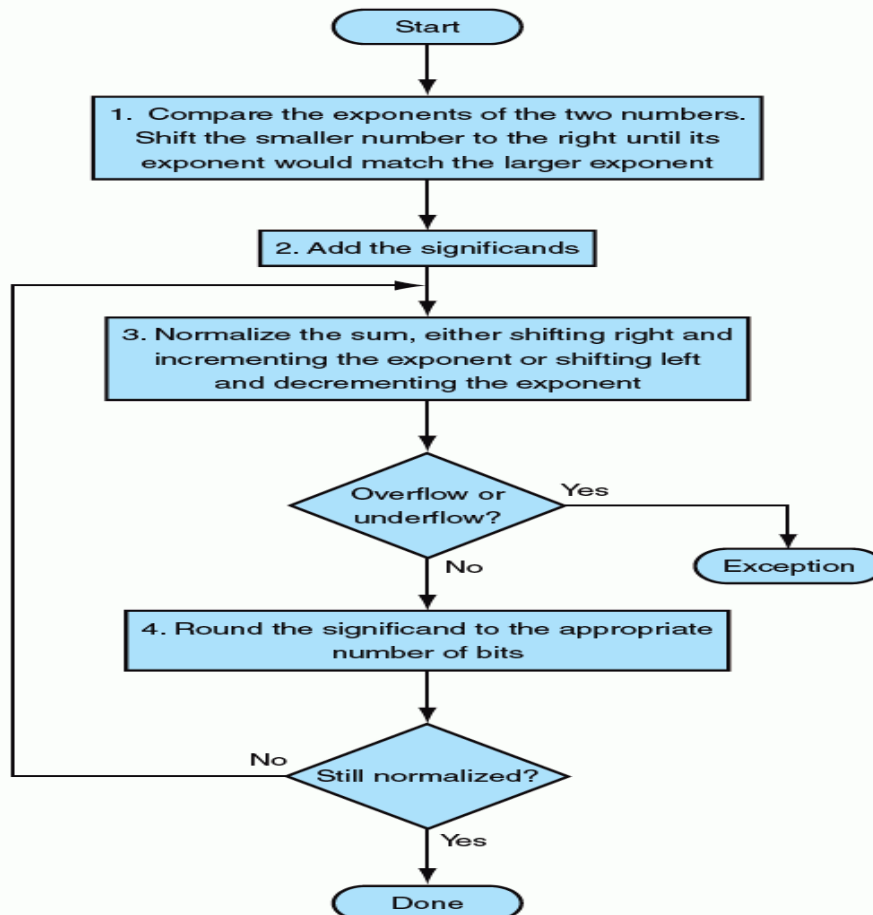 Start
1. Compare the exponents of the two numbers.
Shift the smaller number to the right until its
exponent would match the larger exponent
2. Add the significands
3. Normalize the sum, either shifting right and
incrementing the exponent or shifting left
and decrementing the exponent
Overflow or
underflow?
Yes
No
Exception
4. Round the significand to the appropriate
number of bits
No
Still normalized?
Yes
Done